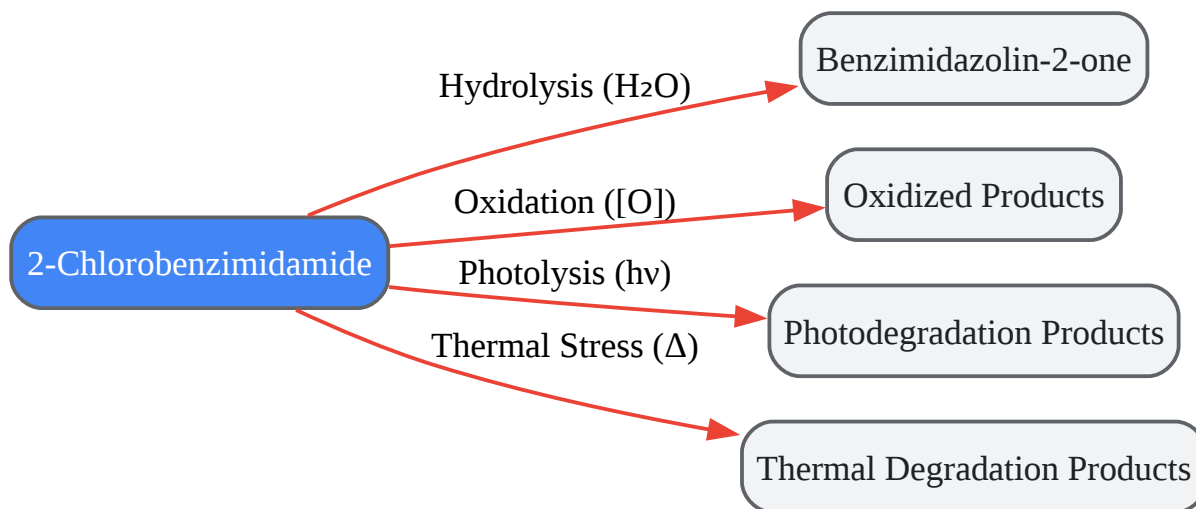 Benzimidazolin-2-one
Hydrolysis (H₂O)
Oxidized Products
Oxidation ([O])
2-Chlorobenzimidamide
Photolysis (hν)
Photodegradation Products
Thermal Stress (Δ)
Thermal Degradation Products